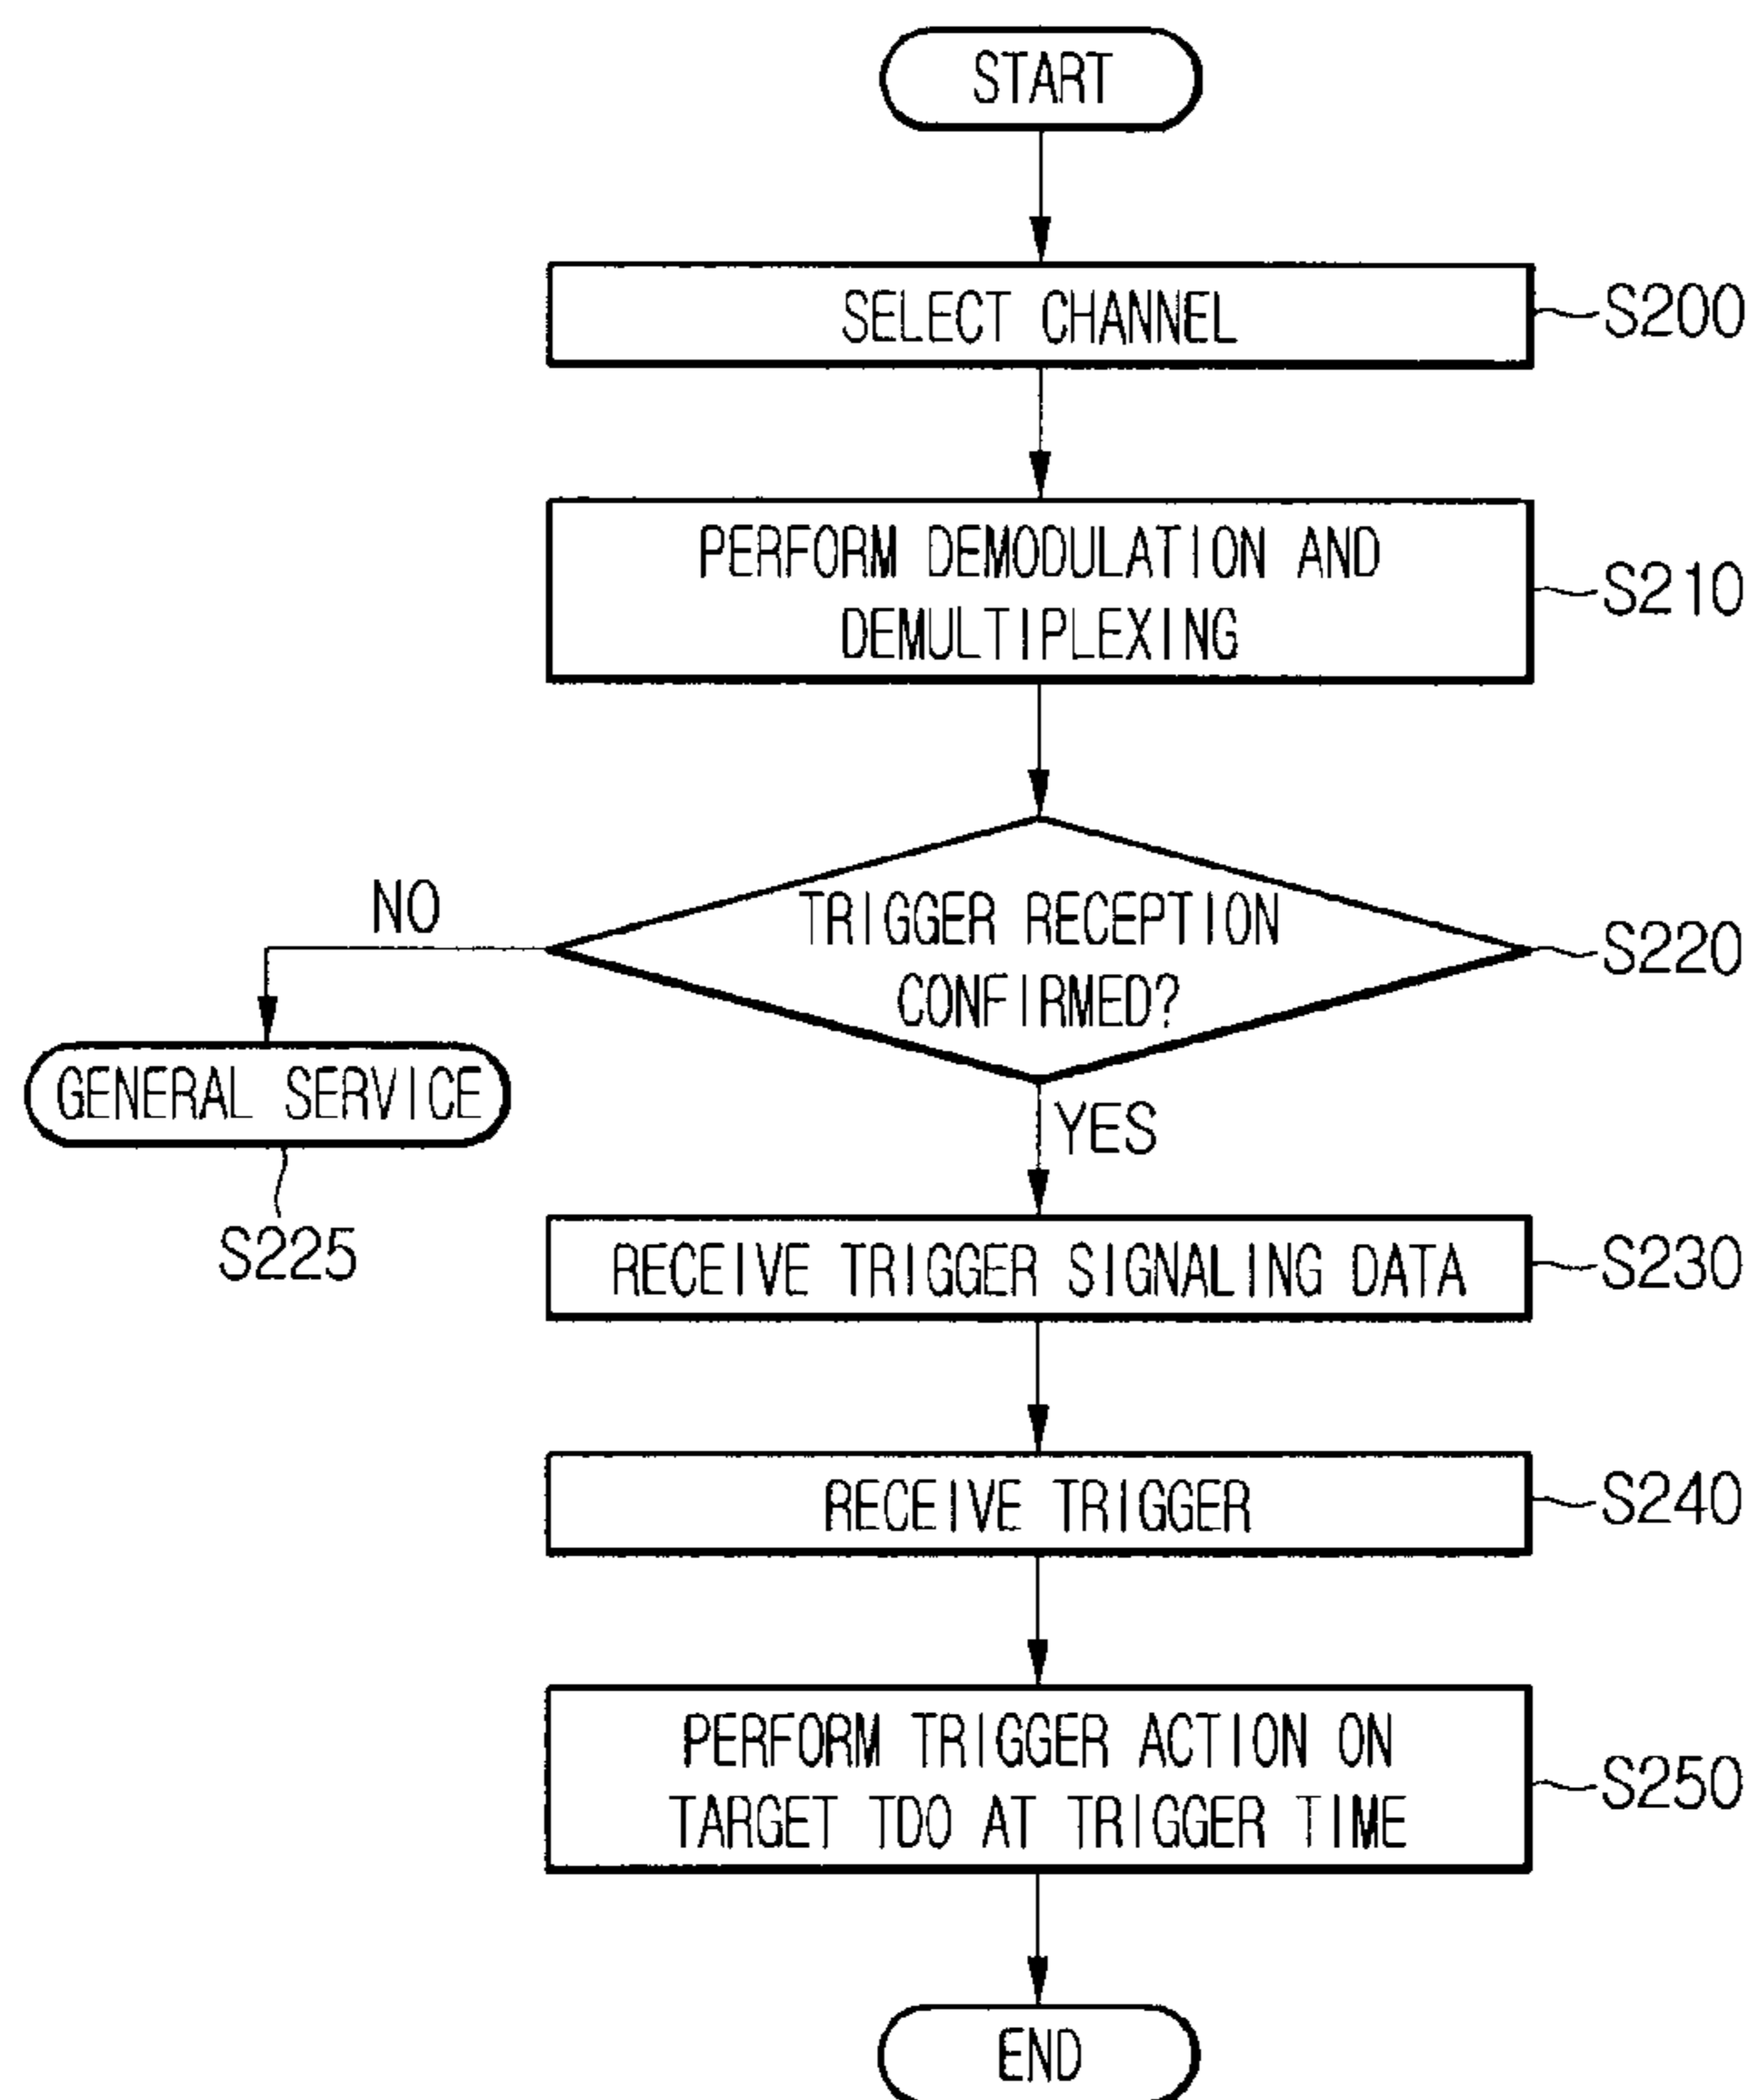 START
SELECT CHANNEL
S200
PERFORM DEMODULATION AND
DEMULTIPLEXING
S210
TRIGGER RECEPTION
CONFIRMED?
S220
NO
GENERAL SERVICE
S225
YES
RECEIVE TRIGGER SIGNALING DATA
S230
RECEIVE TRIGGER
S240
PERFORM TRIGGER ACTION ON
TARGET TDO AT TRIGGER TIME
S250
END